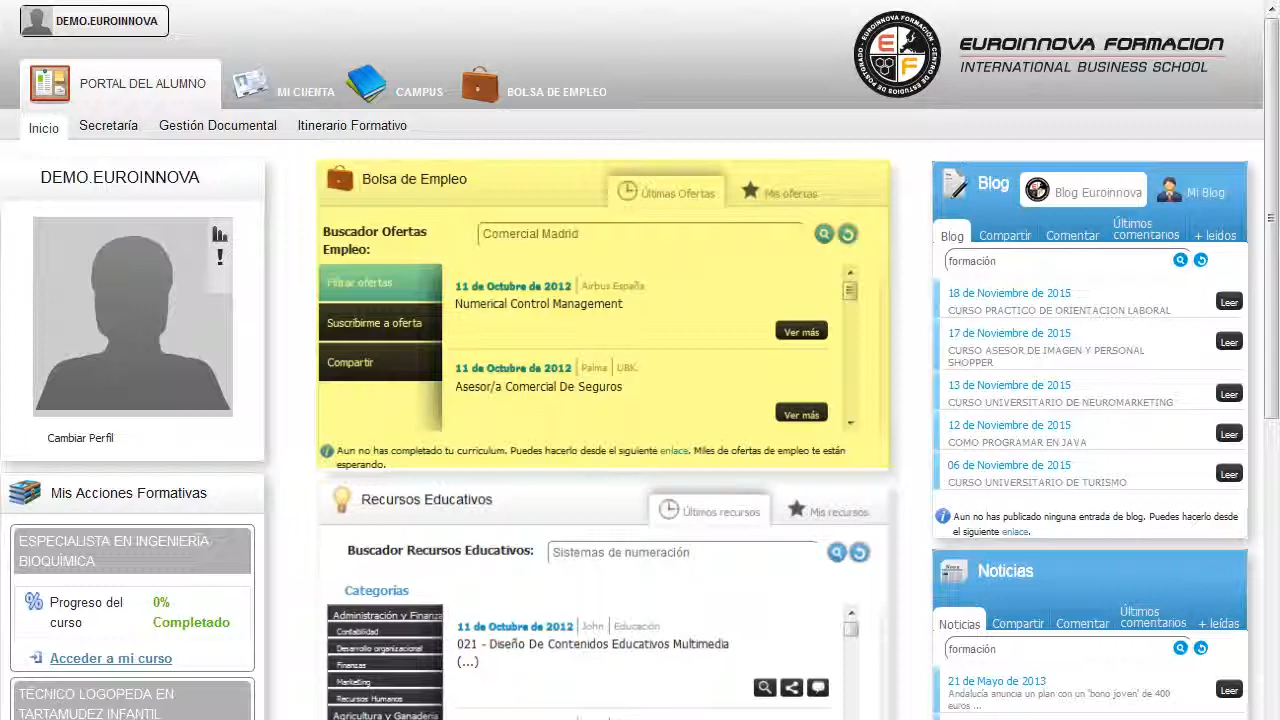 DEMO.EUROINNOVA
EUROINNOVA FORMACIÓN · CENTRO DE ESTUDIOS DE POSTGRADO
E
F
EUROINNOVA FORMACION
INTERNATIONAL BUSINESS SCHOOL
PORTAL DEL ALUMNO
MI CUENTA
CAMPUS
BOLSA DE EMPLEO
Inicio
Secretaría
Gestión Documental
Itinerario Formativo
DEMO.EUROINNOVA
Cambiar Perfil
Mis Acciones Formativas
ESPECIALISTA EN INGENIERÍA
BIOQUÍMICA
Progreso del
curso
0%
Completado
Acceder a mi curso
TÉCNICO LOGOPEDA EN
TARTAMUDEZ INFANTIL
Bolsa de Empleo
Últimas Ofertas
Mis ofertas
Buscador Ofertas
Empleo:
Comercial Madrid
Filtrar ofertas
Suscribirme a oferta
Compartir
11 de Octubre de 2012 | Airbus España
Numerical Control Management
Ver más
11 de Octubre de 2012 | Palma | UBK.
Asesor/a Comercial De Seguros
Ver más
Aun no has completado tu curriculum. Puedes hacerlo desde el siguiente enlace. Miles de ofertas de empleo te están
esperando.
Recursos Educativos
Últimos recursos
Mis recursos
Buscador Recursos Educativos:
Sistemas de numeración
Categorías
Administración y Finanza
Contabilidad
Desarrollo organizacional
Finanzas
Marketing
Recursos Humanos
Agricultura y Ganadería
11 de Octubre de 2012 | John | Educación
021 - Diseño De Contenidos Educativos Multimedia
(...)
Blog
Blog Euroinnova
Mi Blog
Blog
Compartir
Comentar
Últimos
comentarios
+ leídos
formación
18 de Noviembre de 2015
CURSO PRACTICO DE ORIENTACION LABORAL
Leer
17 de Noviembre de 2015
CURSO ASESOR DE IMAGEN Y PERSONAL
SHOPPER
Leer
13 de Noviembre de 2015
CURSO UNIVERSITARIO DE NEUROMARKETING
Leer
12 de Noviembre de 2015
COMO PROGRAMAR EN JAVA
Leer
06 de Noviembre de 2015
CURSO UNIVERSITARIO DE TURISMO
Leer
Aun no has publicado ninguna entrada de blog. Puedes hacerlo desde
el siguiente enlace.
Noticias
Noticias
Compartir
Comentar
Últimos
comentarios
+ leídas
formación
21 de Mayo de 2013
Andalucía anuncia un
400
euros ...
Leer